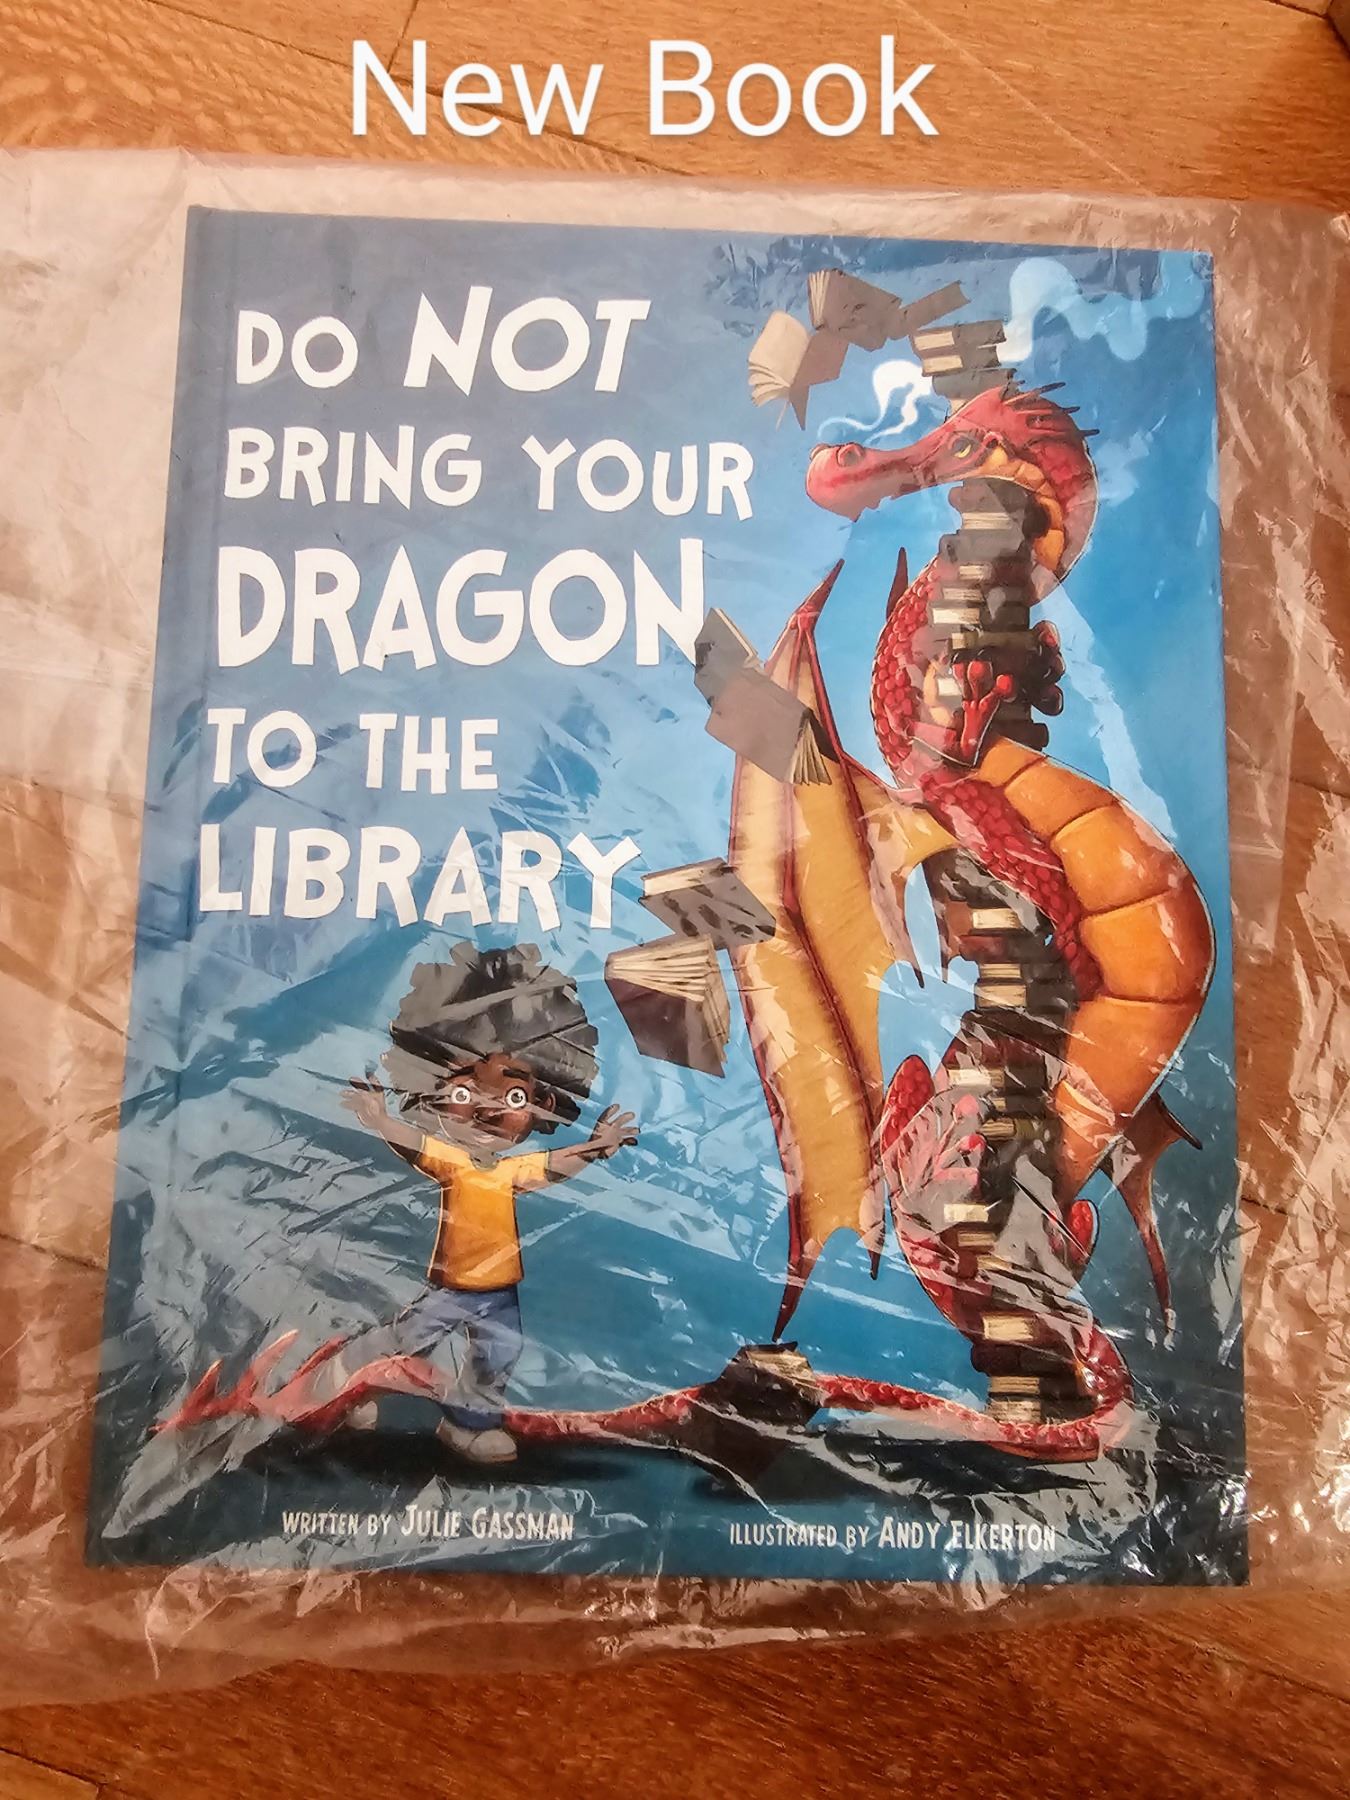 New Book
DO NOT
BRING YOUR
DRAGON
TO THE
LIBRARY
WRITTEN BY JULIE GASSMAN
ILLUSTRATED BY ANDY ELKERTON